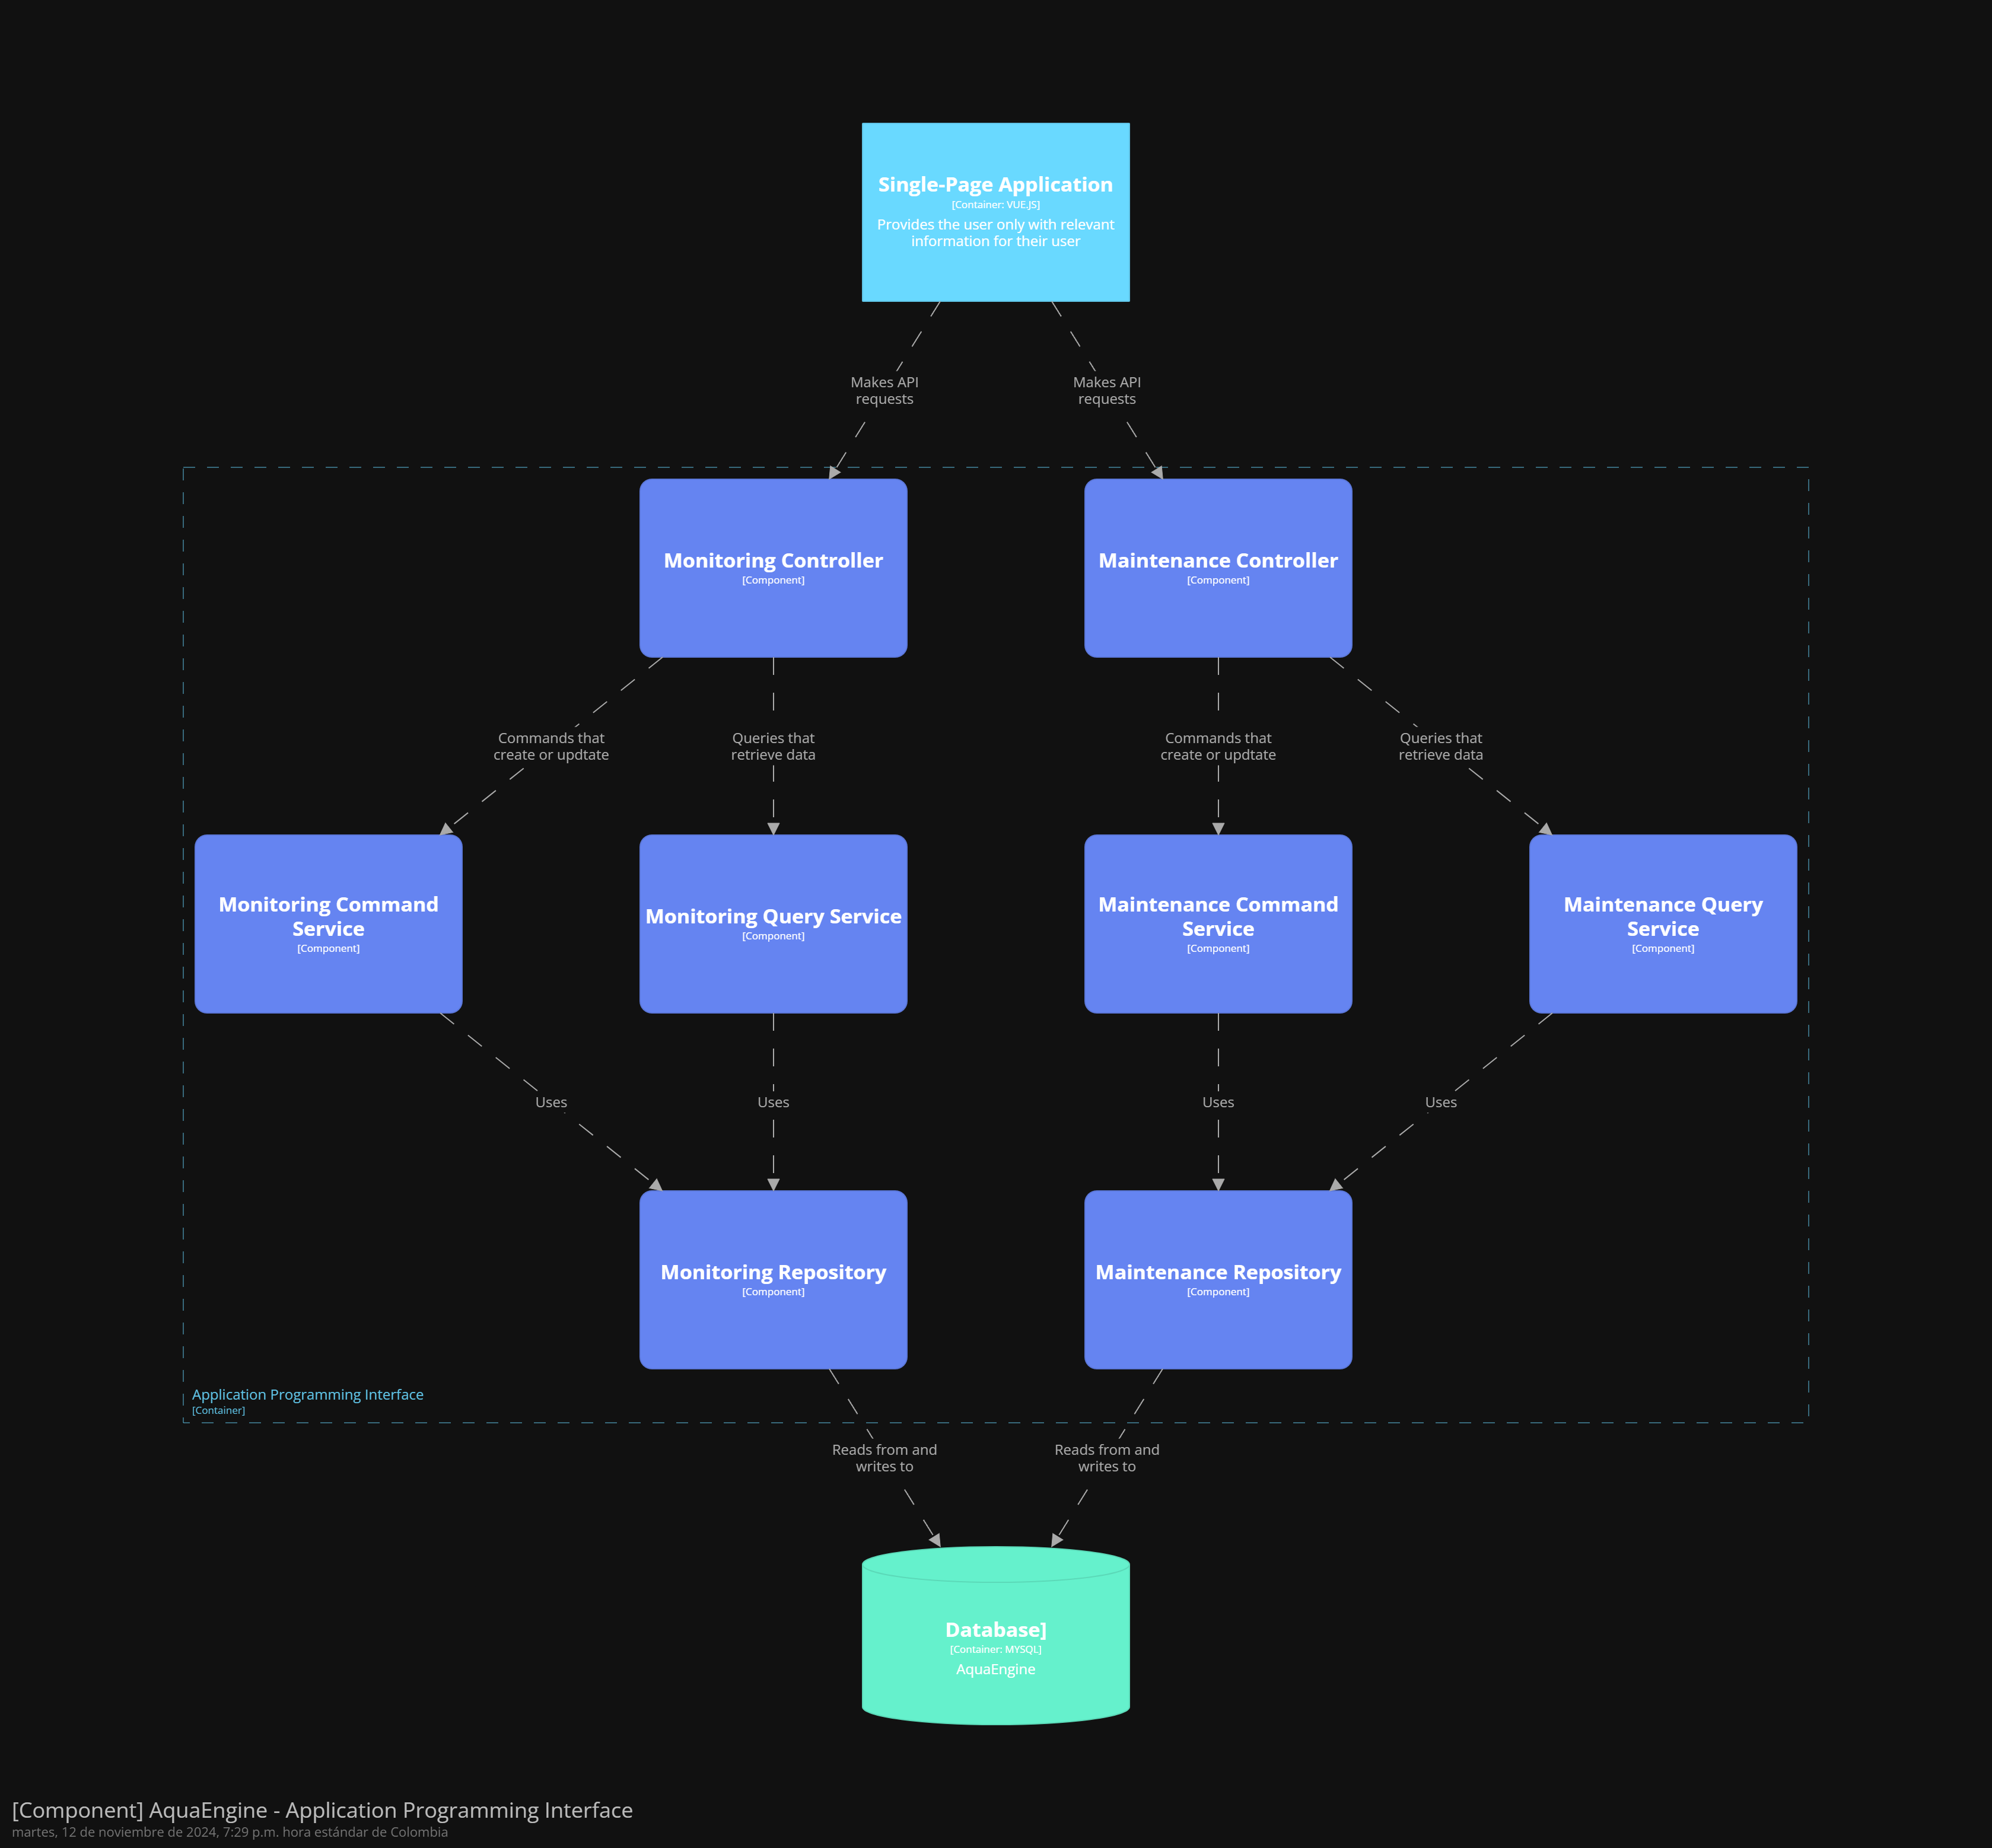 Single-Page Application
[Container: VUE.JS]
Provides the user only with relevant
information for their user
Makes API
requests
Makes API
requests
Monitoring Controller
[Component]
Maintenance Controller
[Component]
Commands that
create or updtate
Queries that
retrieve data
Commands that
create or updtate
Queries that
retrieve data
Monitoring Command
Service
[Component]
Monitoring Query Service
[Component]
Maintenance Command
Service
[Component]
Maintenance Query
Service
[Component]
Uses
Uses
Uses
Uses
Monitoring Repository
[Component]
Maintenance Repository
[Component]
Application Programming Interface
[Container]
Reads from and
writes to
Reads from and
writes to
Database]
[Container: MYSQL]
AquaEngine
[Component] AquaEngine - Application Programming Interface
martes, 12 de noviembre de 2024, 7:29 p.m. hora estándar de Colombia